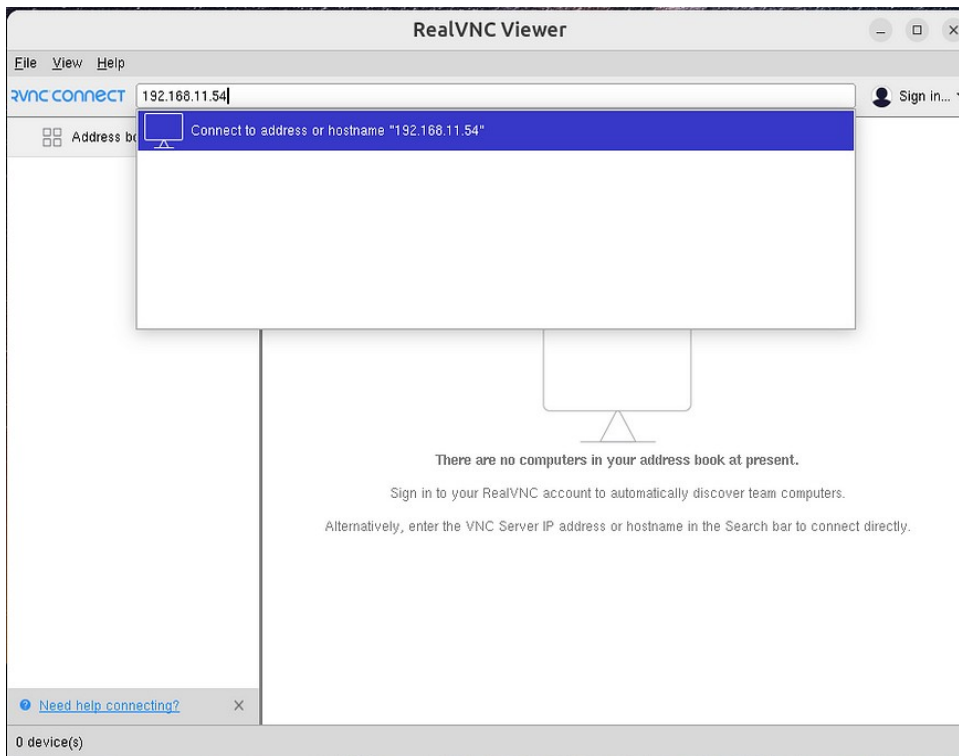 RealVNC Viewer
File View Help
RVNC CONNECT
192.168.11.54
Sign in...
Address bo
Connect to address or hostname "192.168.11.54"
There are no computers in your address book at present.
Sign in to your RealVNC account to automatically discover team computers.
Alternatively, enter the VNC Server IP address or hostname in the Search bar to connect directly.
Need help connecting?
0 device(s)